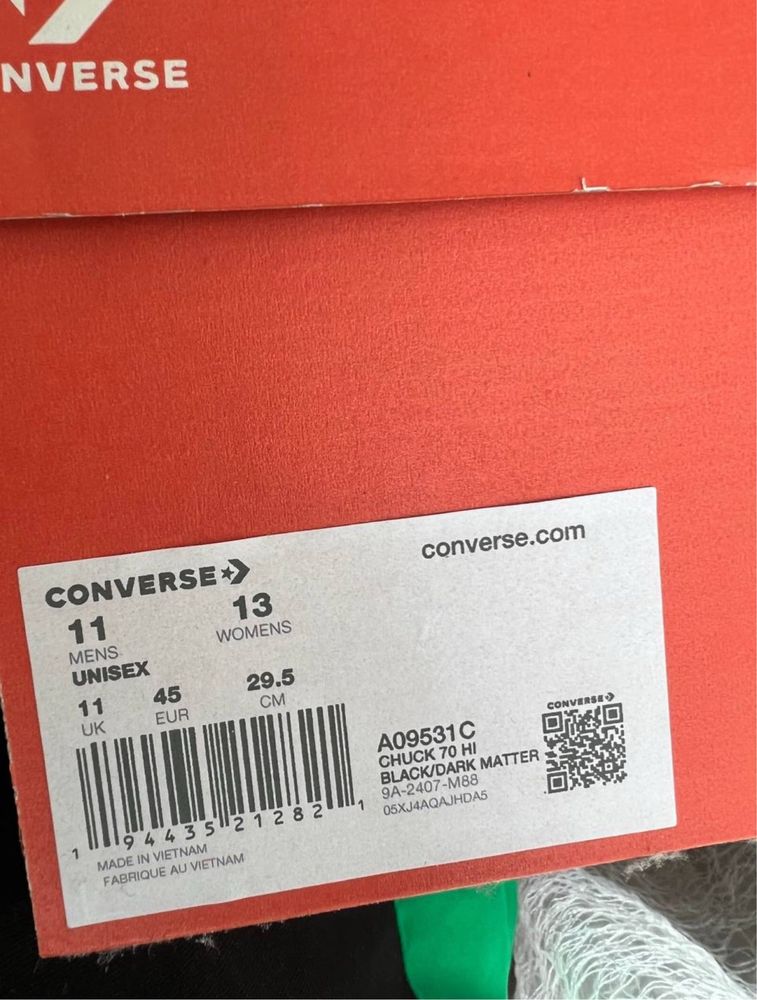 NVERSE
CONVERSE
converse.com
11 13
MENS WOMENS
UNISEX
11 45 29.5
UK EUR CM
1 94435 21282 1
MADE IN VIETNAM
FABRIQUE AU VIETNAM
A09531C
CHUCK 70 HI
BLACK/DARK MATTER
9A-2407-M88
05XJ4AQAJHDA5
CONVERSE